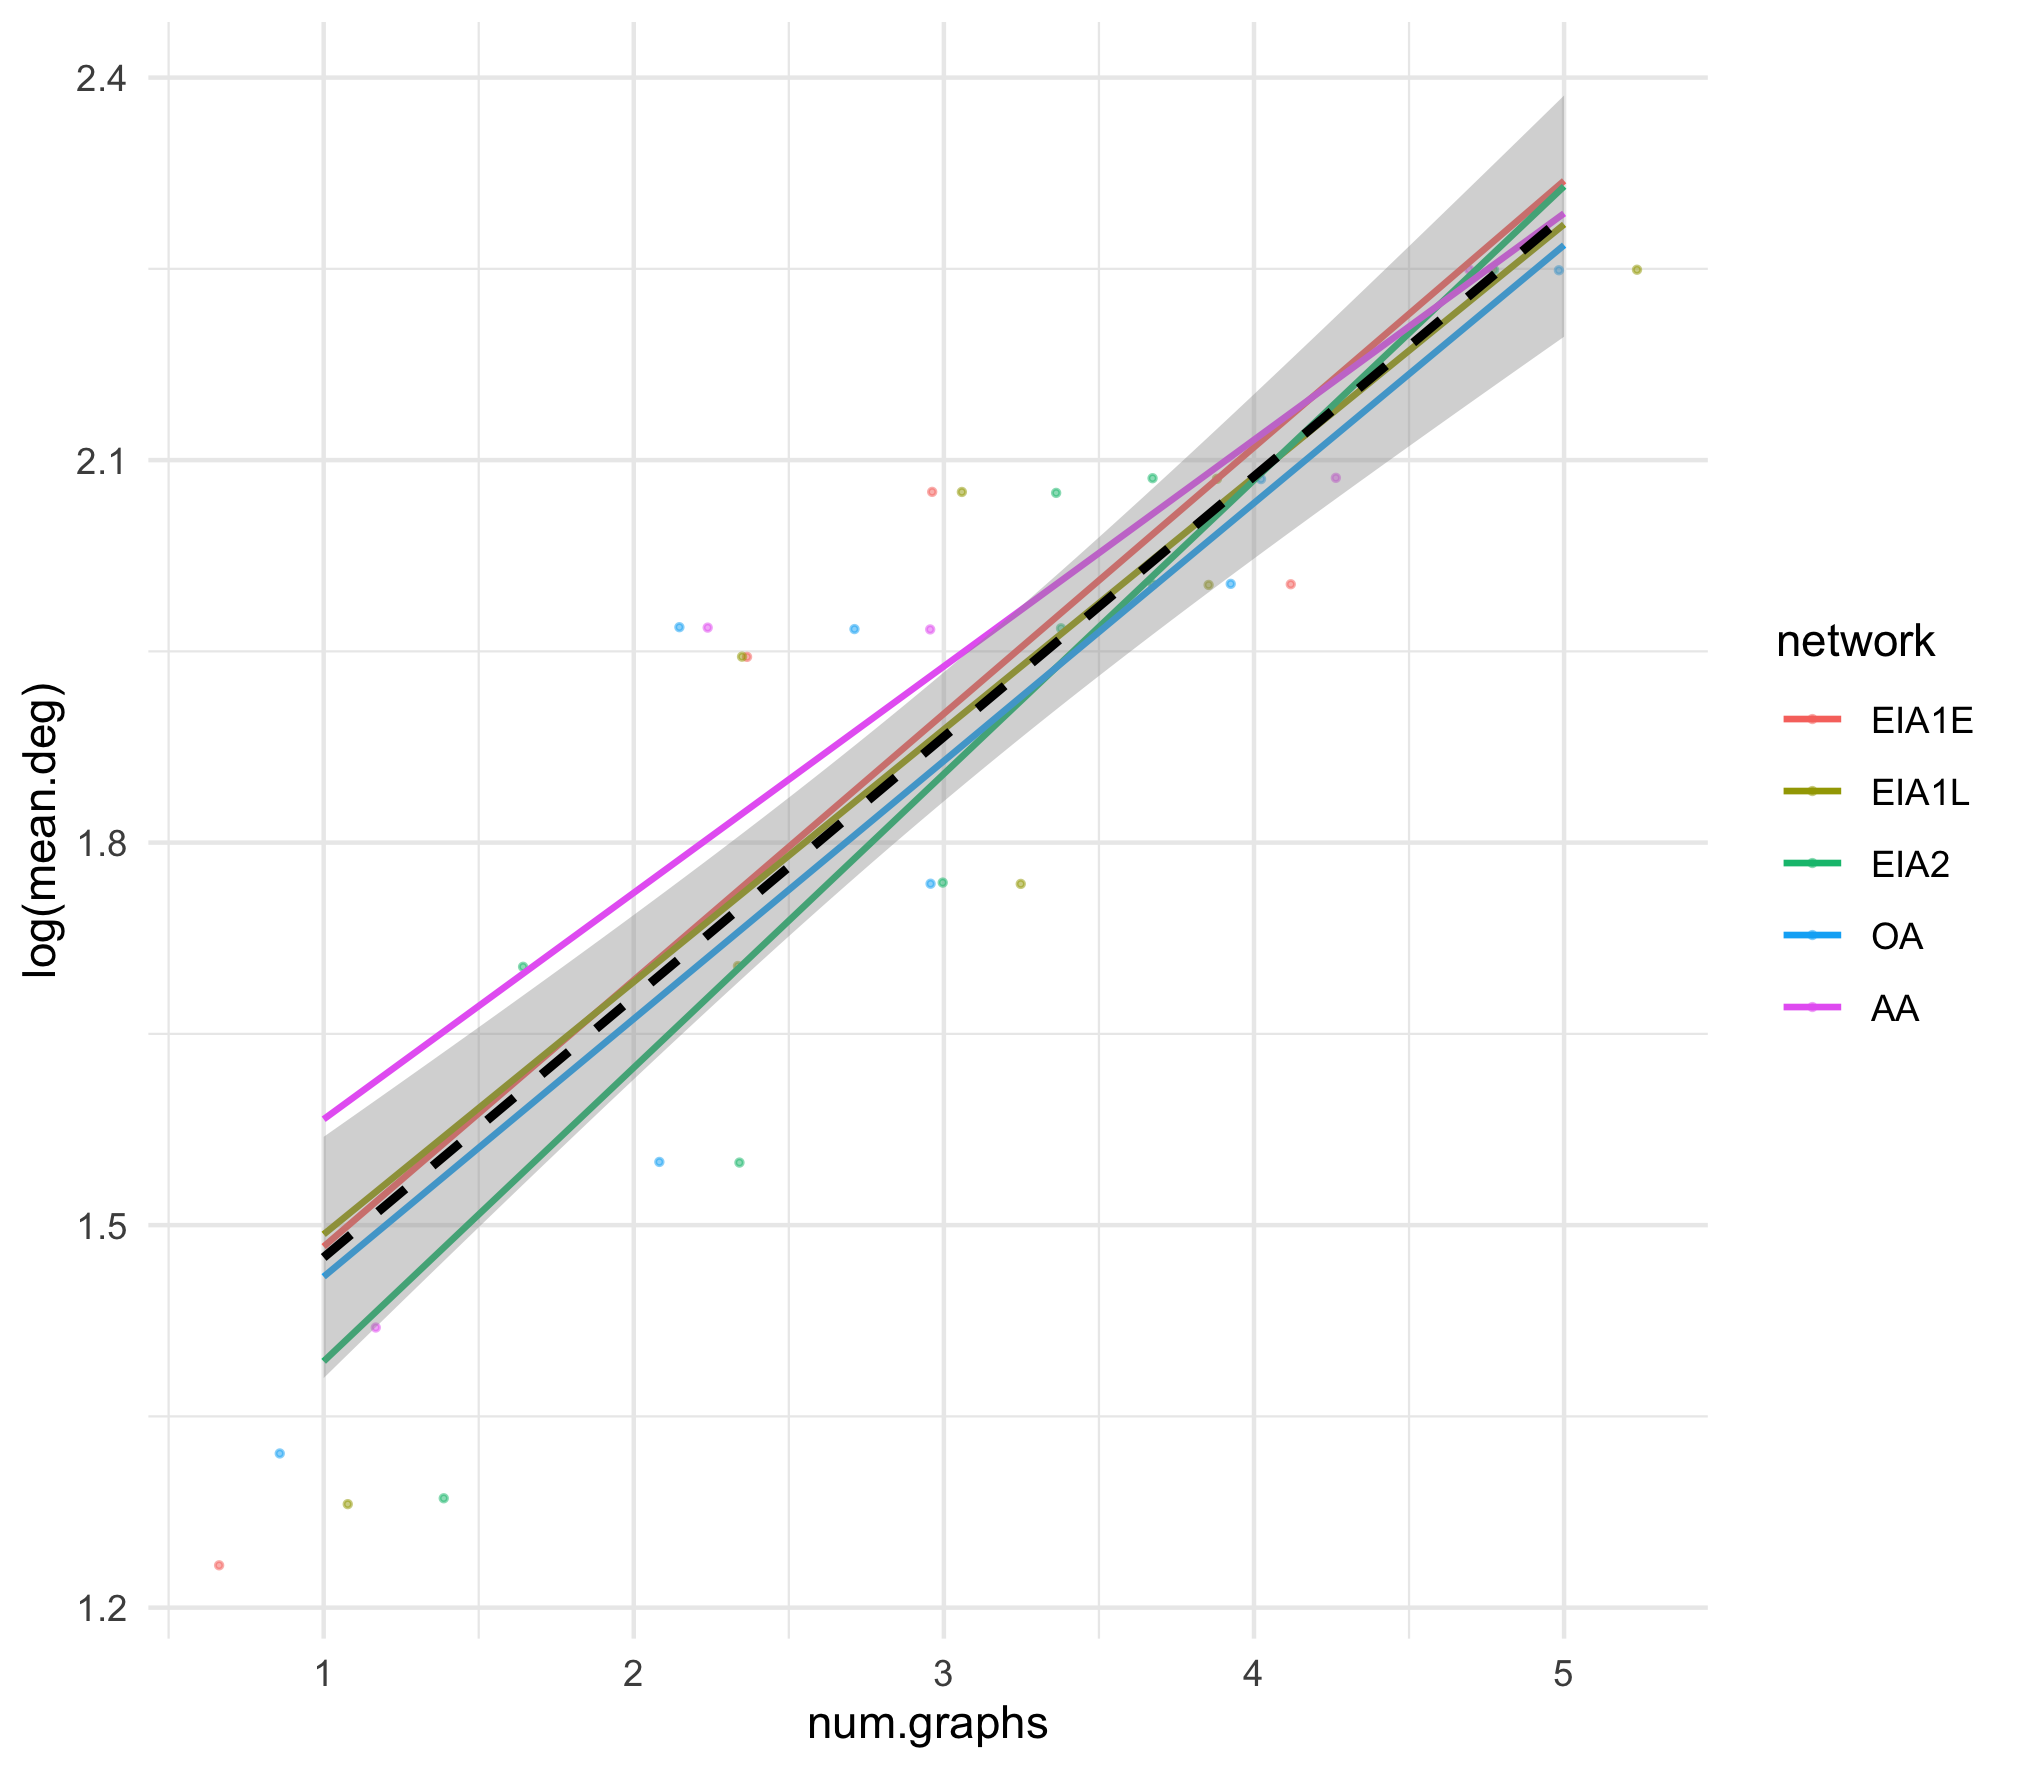 2.4
2.1
1.8
1.5
1.2
log(mean.deg)
1 2 3 4 5
num.graphs
network
EIA1E
EIA1L
EIA2
OA
AA